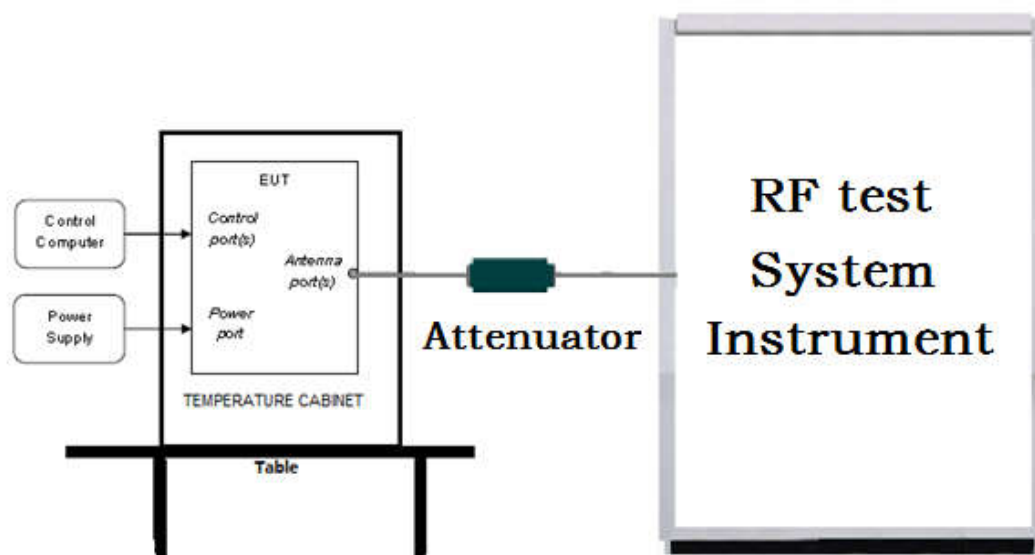 EUT
Control
Computer
Control
port(s)
Antenna
port(s)
Power
Supply
Power
port
TEMPERATURE CABINET
Table
Attenuator
RF test
System
Instrument